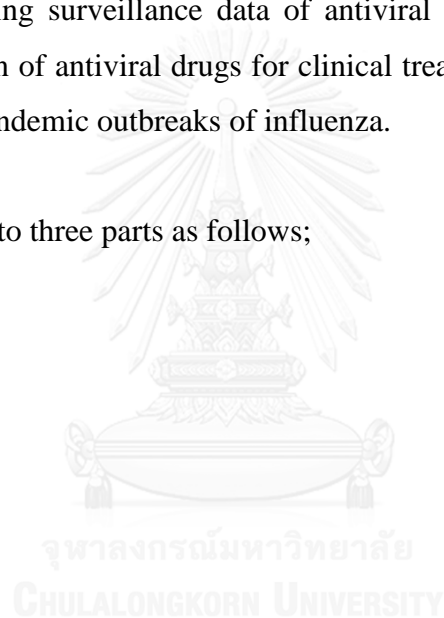 ing surveillance data of antiviral
n of antiviral drugs for clinical trea
ndemic outbreaks of influenza.
to three parts as follows;
จุฬาลงกรณ์มหาวิทยาลัย
CHULALONGKORN UNIVERSITY